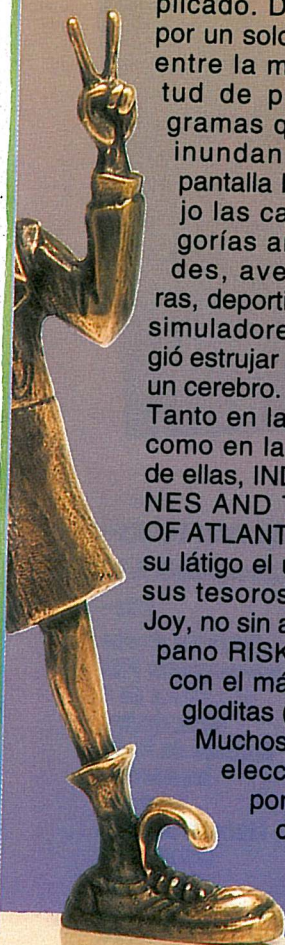 plicado. D
por un solo
entre la m
tud de p
gramas q
inundan
pantalla b
jo las ca
gorías ar
des, ave
ras, deporti
simuladore
gió estrujar
un cerebro.
Tanto en la
como en la
de ellas, IND
NES AND T
OF ATLANT
su látigo el u
sus tesoros
Joy, no sin a
pano RISK
con el má
gloditas (
Muchos
elecc
por
c